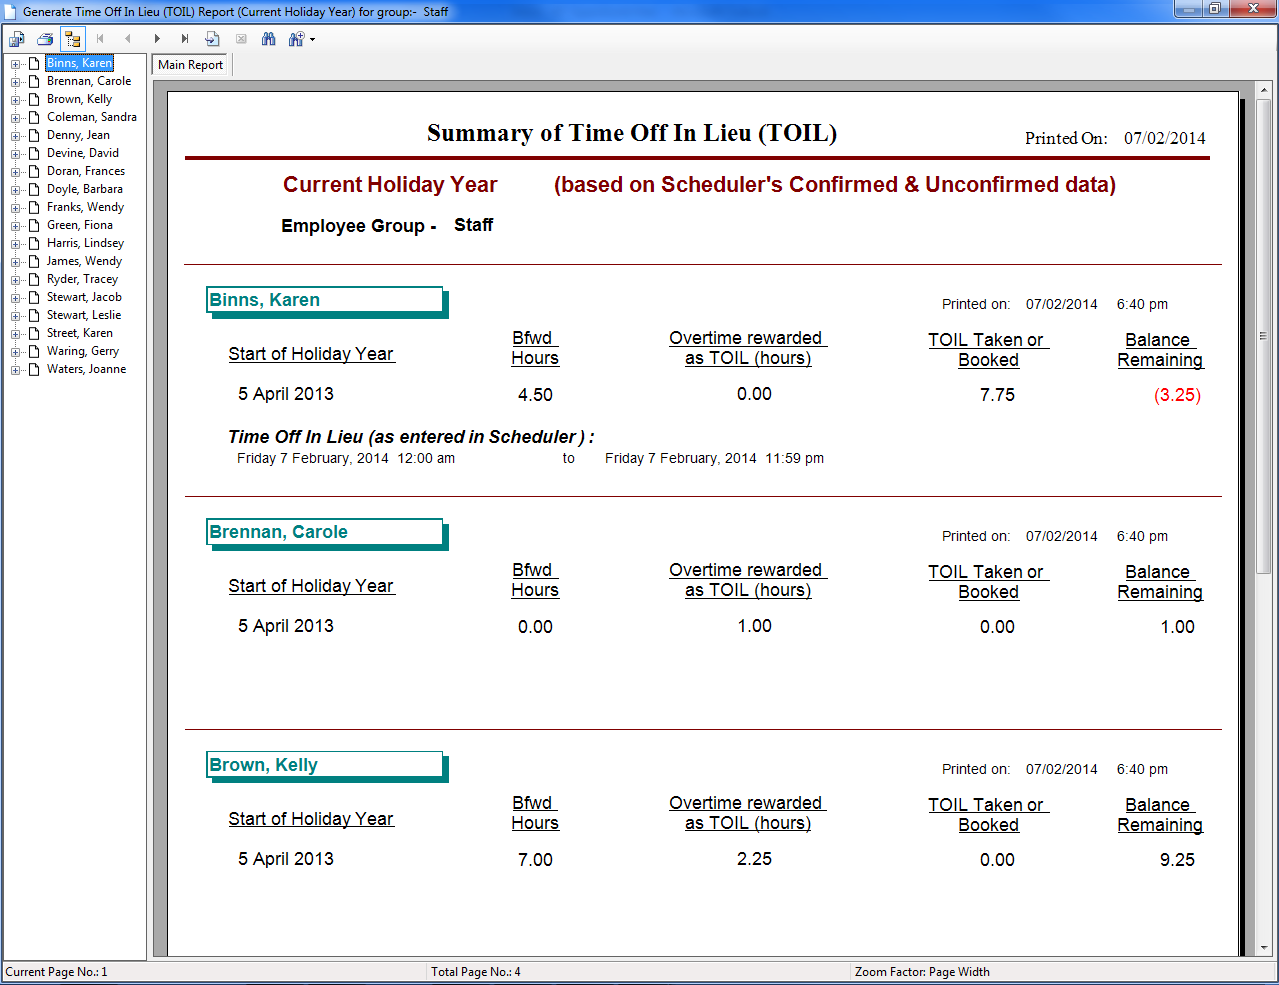 Generate Time Off In Lieu (TOIL) Report (Current Holiday Year) for group:-  Staff
Binns, Karen
Brennan, Carole
Brown, Kelly
Coleman, Sandra
Denny, Jean
Devine, David
Doran, Frances
Doyle, Barbara
Franks, Wendy
Green, Fiona
Harris, Lindsey
James, Wendy
Ryder, Tracey
Stewart, Jacob
Stewart, Leslie
Street, Karen
Waring, Gerry
Waters, Joanne
Main Report
Summary of Time Off In Lieu (TOIL)
Printed On: 07/02/2014
Current Holiday Year (based on Scheduler's Confirmed & Unconfirmed data)
Employee Group - Staff
Binns, Karen
Printed on: 07/02/2014 6:40 pm
Start of Holiday Year
Bfwd
Hours
Overtime rewarded
as TOIL (hours)
TOIL Taken or
Booked
Balance
Remaining
5 April 2013 4.50 0.00 7.75 (3.25)
Time Off In Lieu (as entered in Scheduler ) :
Friday 7 February, 2014 12:00 am to Friday 7 February, 2014 11:59 pm
Brennan, Carole
Printed on: 07/02/2014 6:40 pm
Start of Holiday Year
Bfwd
Hours
Overtime rewarded
as TOIL (hours)
TOIL Taken or
Booked
Balance
Remaining
5 April 2013 0.00 1.00 0.00 1.00
Brown, Kelly
Printed on: 07/02/2014 6:40 pm
Start of Holiday Year
Bfwd
Hours
Overtime rewarded
as TOIL (hours)
TOIL Taken or
Booked
Balance
Remaining
5 April 2013 7.00 2.25 0.00 9.25
Current Page No.: 1
Total Page No.: 4
Zoom Factor: Page Width